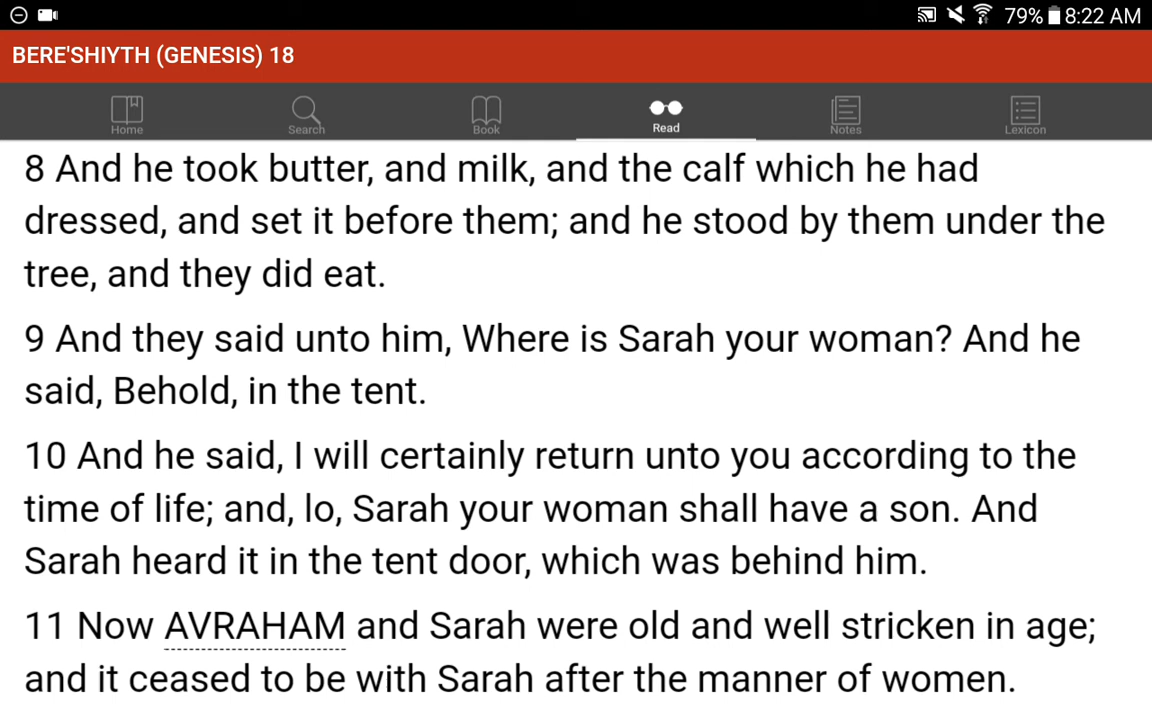 79% 8:22 AM
BERE'SHIYTH (GENESIS) 18
Home Search Book Read Notes Lexicon
8 And he took butter, and milk, and the calf which he had
dressed, and set it before them; and he stood by them under the
tree, and they did eat.
9 And they said unto him, Where is Sarah your woman? And he
said, Behold, in the tent.
10 And he said, I will certainly return unto you according to the
time of life; and, lo, Sarah your woman shall have a son. And
Sarah heard it in the tent door, which was behind him.
11 Now AVRAHAM and Sarah were old and well stricken in age;
and it ceased to be with Sarah after the manner of women.